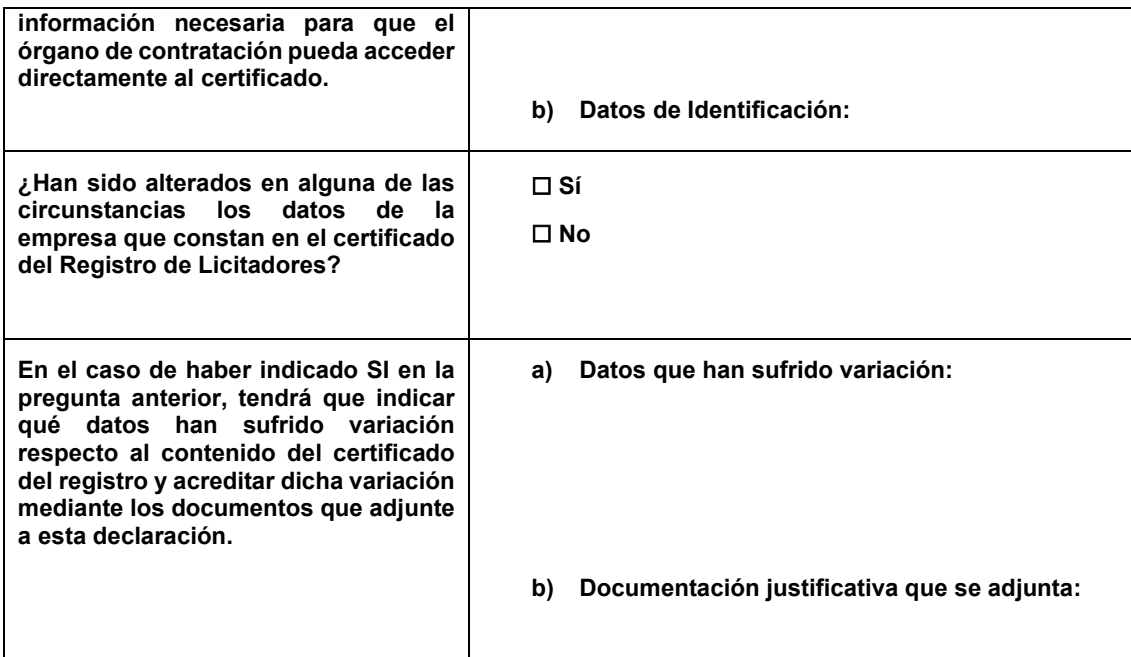 información necesaria para que el
órgano de contratación pueda acceder
directamente al certificado.
b) Datos de Identificación:
¿Han sido alterados en alguna de las
circunstancias los datos de la
empresa que constan en el certificado
del Registro de Licitadores?
☐ Sí
☐ No
En el caso de haber indicado SI en la
pregunta anterior, tendrá que indicar
qué datos han sufrido variación
respecto al contenido del certificado
del registro y acreditar dicha variación
mediante los documentos que adjunte
a esta declaración.
a) Datos que han sufrido variación:
b) Documentación justificativa que se adjunta: